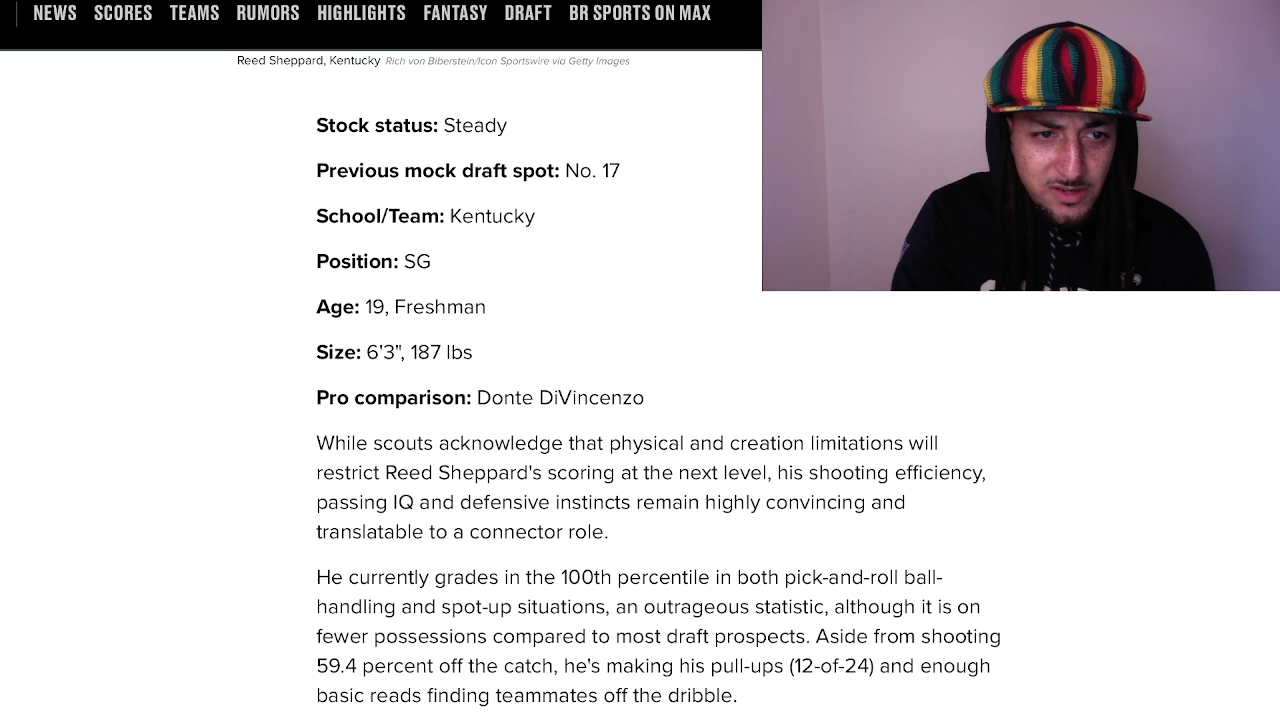 NEWS SCORES TEAMS RUMORS HIGHLIGHTS FANTASY DRAFT BR SPORTS ON MAX
Reed Sheppard, Kentucky Rich von Biberstein/Icon Sportswire via Getty Images
Stock status: Steady
Previous mock draft spot: No. 17
School/Team: Kentucky
Position: SG
Age: 19, Freshman
Size: 6'3", 187 lbs
Pro comparison: Donte DiVincenzo
While scouts acknowledge that physical and creation limitations will
restrict Reed Sheppard's scoring at the next level, his shooting efficiency,
passing IQ and defensive instincts remain highly convincing and
translatable to a connector role.
He currently grades in the 100th percentile in both pick-and-roll ball-
handling and spot-up situations, an outrageous statistic, although it is on
fewer possessions compared to most draft prospects. Aside from shooting
59.4 percent off the catch, he's making his pull-ups (12-of-24) and enough
basic reads finding teammates off the dribble.